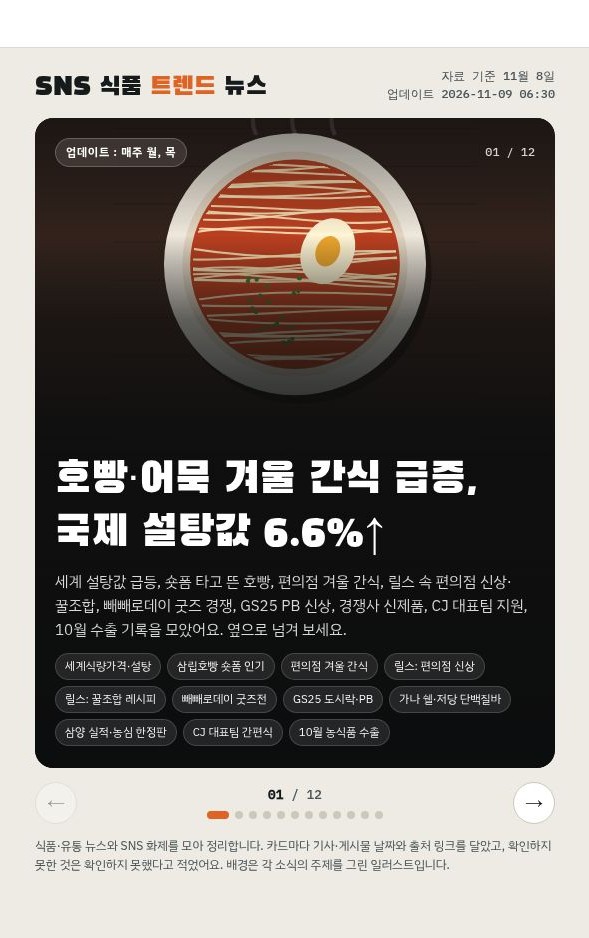 SNS 식품 트렌드 뉴스
자료 기준 11월 8일
업데이트 2026-11-09 06:30
업데이트 : 매주 월, 목
01 / 12
호빵·어묵 겨울 간식 급증,
국제 설탕값 6.6%↑
세계 설탕값 급등, 숏폼 타고 뜬 호빵, 편의점 겨울 간식, 릴스 속 편의점 신상·
꿀조합, 빼빼로데이 굿즈 경쟁, GS25 PB 신상, 경쟁사 신제품, CJ 대표팀 지원,
10월 수출 기록을 모았어요. 옆으로 넘겨 보세요.
세계식량가격·설탕
삼립호빵 숏폼 인기
편의점 겨울 간식
릴스: 편의점 신상
릴스: 꿀조합 레시피
빼빼로데이 굿즈전
GS25 도시락·PB
가나 쉘·저당 단백질바
삼양 실적·농심 한정판
CJ 대표팀 간편식
10월 농식품 수출
←
01 / 12
→
식품·유통 뉴스와 SNS 화제를 모아 정리합니다. 카드마다 기사·게시물 날짜와 출처 링크를 달았고, 확인하지
못한 것은 확인하지 못했다고 적었어요. 배경은 각 소식의 주제를 그린 일러스트입니다.